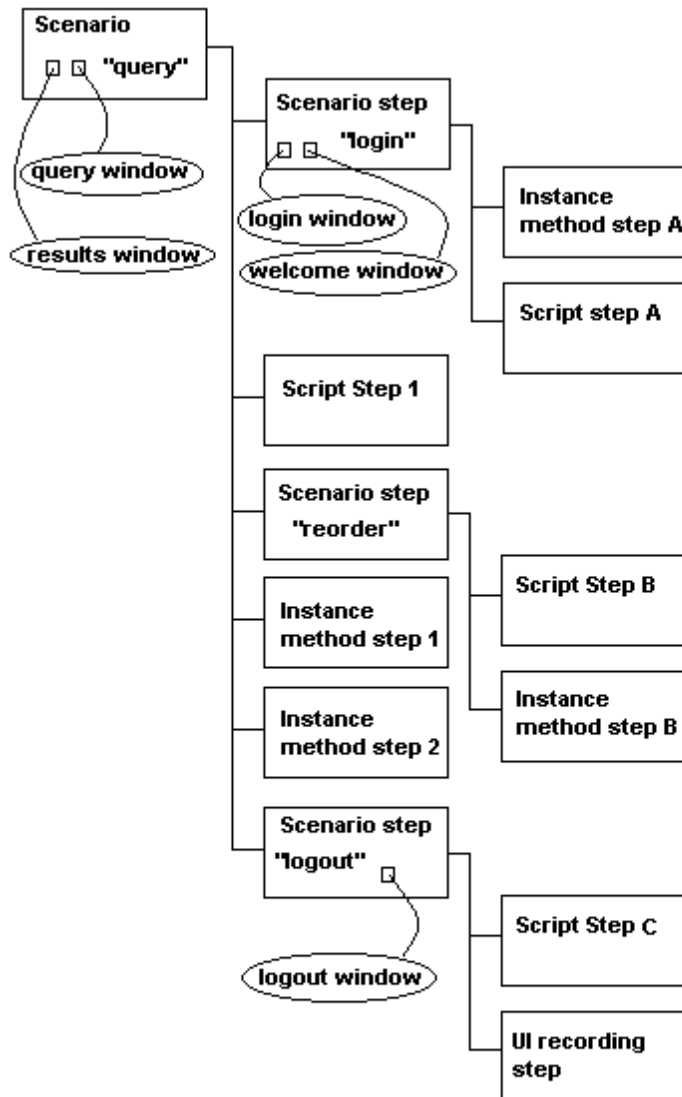 Scenario
"query"
query window
results window
Scenario step
"login"
login window
welcome window
Instance
method step A
Script step A
Script Step 1
Scenario step
"reorder"
Script Step B
Instance
method step B
Instance
method step 1
Instance
method step 2
Scenario step
"logout"
logout window
Script Step C
UI recording
step